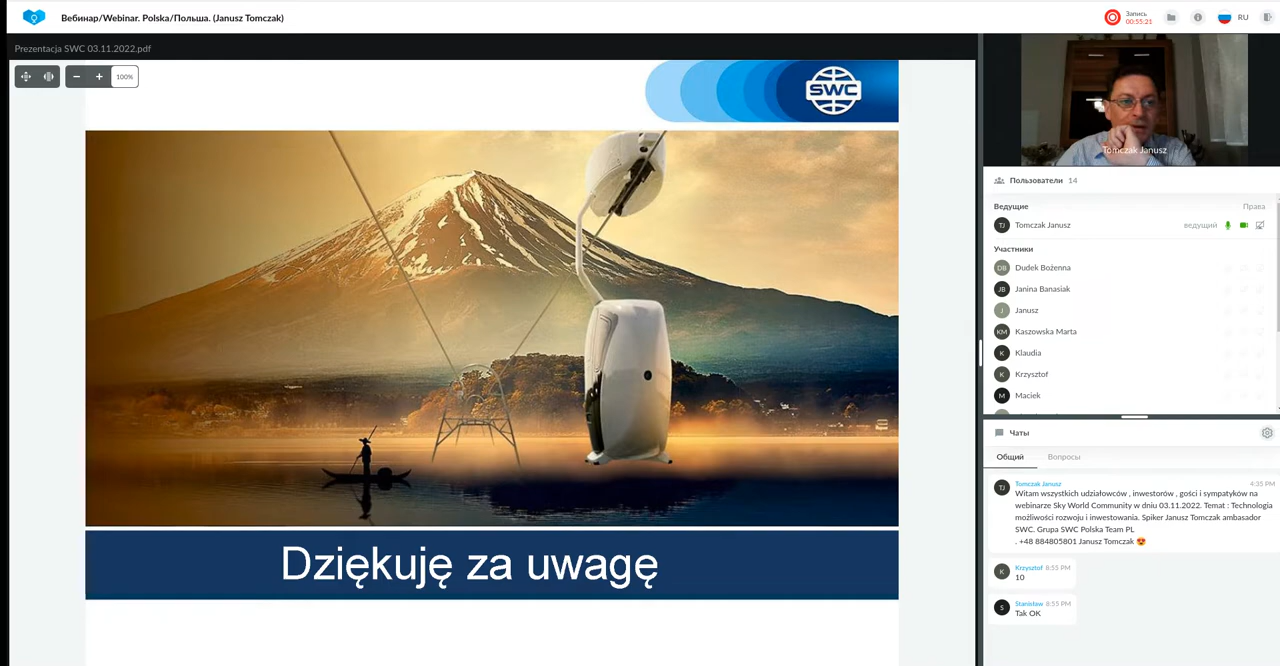 Вебинар/Webinar. Polska/Польша. (Janusz Tomczak)
Запись
00:55:21
RU
Prezentacja SWC 03.11.2022.pdf
100%
SWC
Dziękuję za uwagę
Tomczak Janusz
Пользователи 14
Ведущие Права
TJ Tomczak Janusz ведущий
Участники
DB Dudek Bożenna
JB Janina Banasiak
J Janusz
KM Kaszowska Marta
K Klaudia
K Krzysztof
M Maciek
Чаты
Общий Вопросы
TJ Tomczak Janusz 4:35 PM
Witam wszystkich udziałowców , inwestorów , gości i sympatyków na
webinarze Sky World Community w dniu 03.11.2022. Temat : Technologia
możliwości rozwoju i inwestowania. Spiker Janusz Tomczak ambasador
SWC. Grupa SWC Polska Team PL
. +48 884805801 Janusz Tomczak 😍
K Krzysztof 8:55 PM
10
S Stanisław 8:55 PM
Tak OK